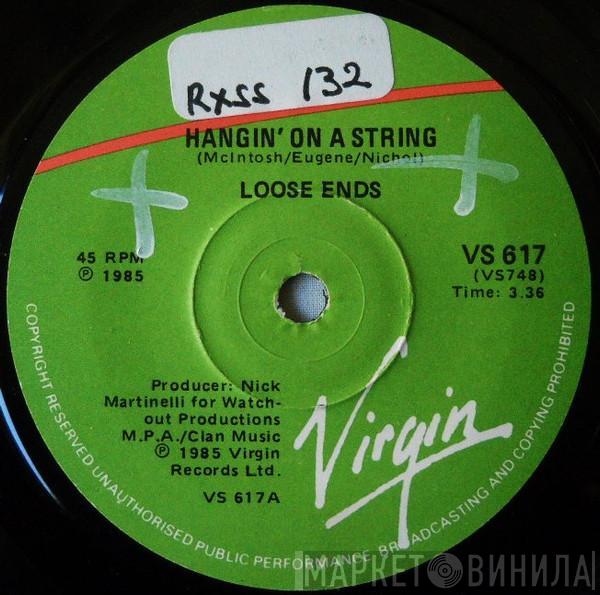 RXSS 132
HANGIN' ON A STRING
(McIntosh/Eugene/Nichol)
LOOSE ENDS
45 RPM
Ⓟ 1985
VS 617
(VS748)
Time: 3.36
Producer: Nick
Martinelli for Watch-
out Productions
M.P.A./Clan Music
Ⓟ 1985 Virgin
Records Ltd.
VS 617A
Virgin
COPYRIGHT RESERVED UNAUTHORISED PUBLIC PERFORMANCE, BROADCASTING AND COPYING PROHIBITED
МАРКЕТ ВИНИЛА